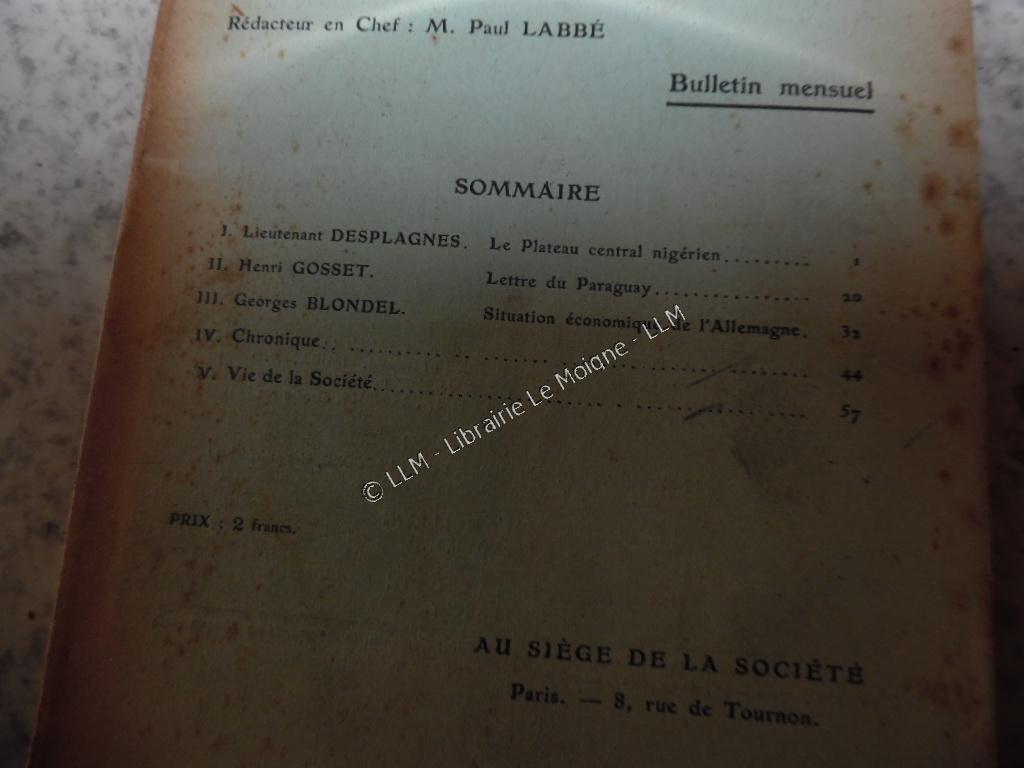 Rédacteur en Chef : M. Paul LABBÉ
Bulletin mensuel
SOMMAIRE
I. Lieutenant DESPLAGNES. Le Plateau central nigérien.......... 1
II. Henri GOSSET. Lettre du Paraguay................ 20
III. Georges BLONDEL. Situation économique de l'Allemagne. 32
IV. Chronique.. .......... .. ....... .................... 44
V. Vie de la Société................................. 57
© LLM - Librairie Le Moigne - LLM
PRIX : 2 francs.
AU SIÈGE DE LA SOCIÉTÉ
Paris. — 8, rue de Tournon.